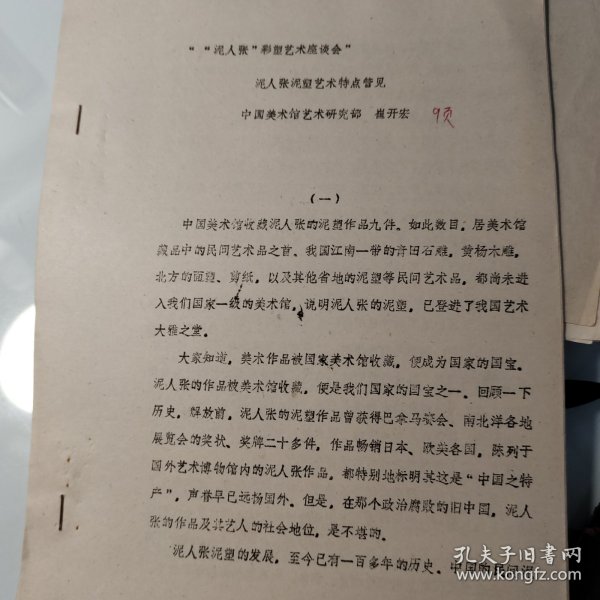 ““泥人张”彩塑艺术座谈会”
泥人张泥塑艺术特点管见
中国美术馆艺术研究部 崔开宏 9页
(一)
中国美术馆收藏泥人张的泥塑作品九件。如此数目，居美术馆
藏品中的民间艺术品之首。我国江南一带的青田石雕，黄杨木雕，
北方的面塑、剪纸，以及其他省地的泥塑等民间艺术品，都尚未进
入我们国家一级的美术馆，说明泥人张的泥塑，已登进了我国艺术
大雅之堂。
大家知道，美术作品被国家美术馆收藏，便成为国家的国宝。
泥人张的作品被美术馆收藏，便是我们国家的国宝之一。回顾一下
历史，解放前，泥人张的泥塑作品曾获得巴拿马赛会、南北洋各地
展览会的奖状、奖牌二十多件，作品畅销日本、欧美各国，陈列于
国外艺术博物馆内的泥人张作品，都特别地标明其这是“中国之特
产”，声誉早已远扬国外。但是，在那个政治腐败的旧中国，泥人
张的作品及其艺人的社会地位，是不堪的。
泥人张泥塑的发展，至今已有一百多年的历史。中国的民间泥
孔夫子旧书网
www.kongfz.com